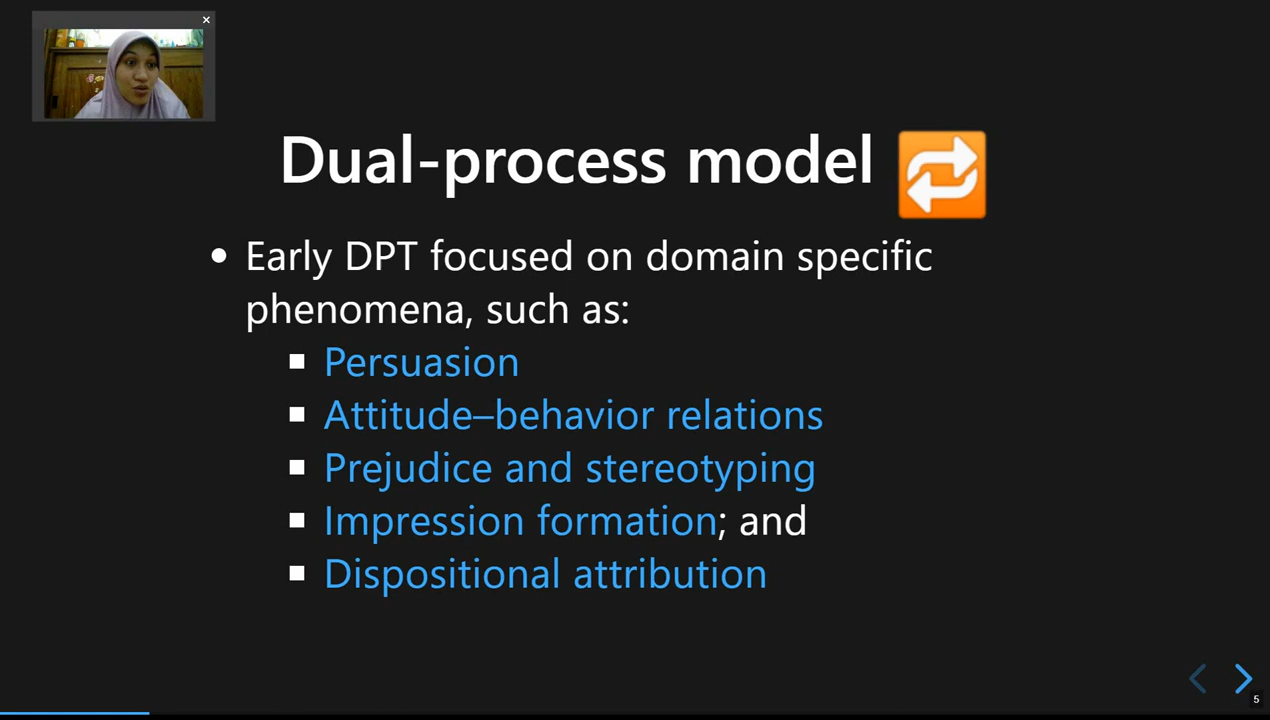 Dual-process model
Early DPT focused on domain specific
phenomena, such as:
Persuasion
Attitude–behavior relations
Prejudice and stereotyping
Impression formation; and
Dispositional attribution
5